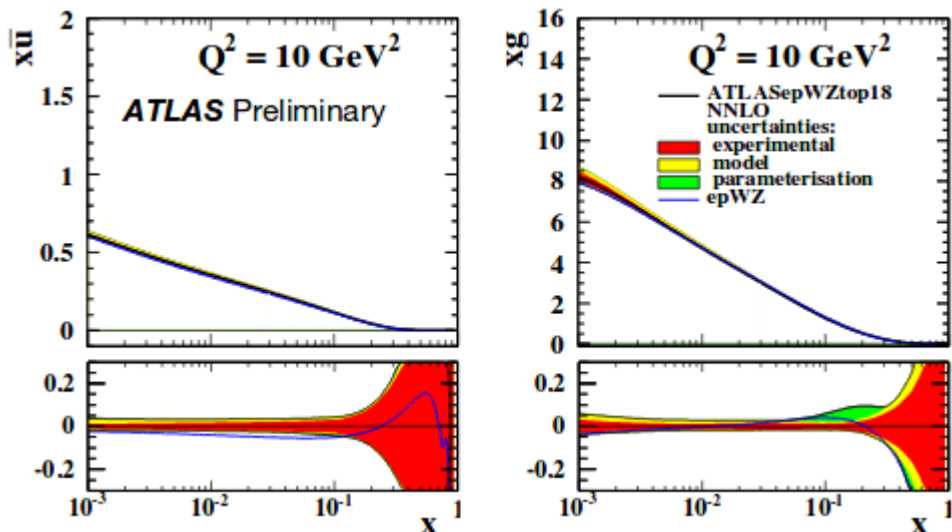 xū
2
1.5
1
0.5
0
Q² = 10 GeV²
ATLAS Preliminary
0.2
0
-0.2
10⁻³
10⁻²
10⁻¹
1
x
xg
16
14
12
10
8
6
4
2
0
Q² = 10 GeV²
ATLASepWZtop18
NNLO
uncertainties:
experimental
model
parameterisation
epWZ
0.2
0
-0.2
10⁻³
10⁻²
10⁻¹
1
x